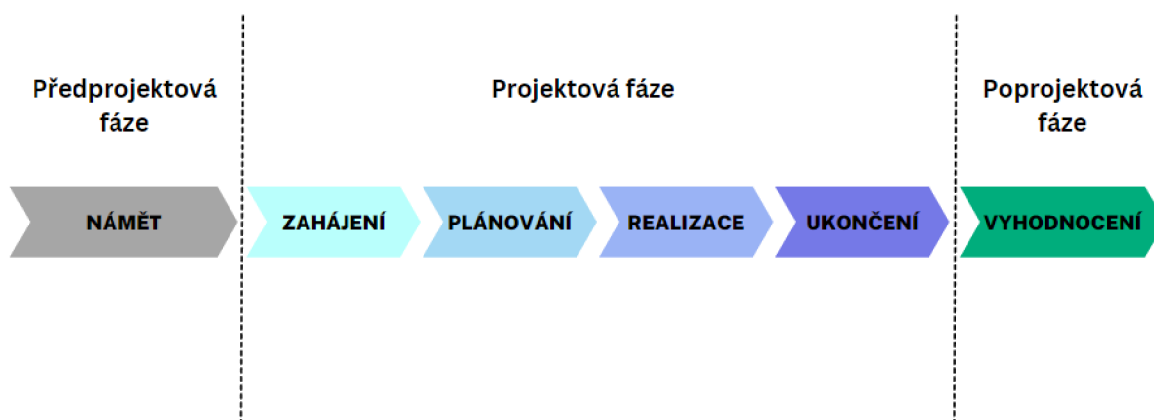 Předprojektová
fáze
Projektová fáze
Poprojektová
fáze
NÁMĚT
ZAHÁJENÍ
PLÁNOVÁNÍ
REALIZACE
UKONČENÍ
VYHODNOCENÍ